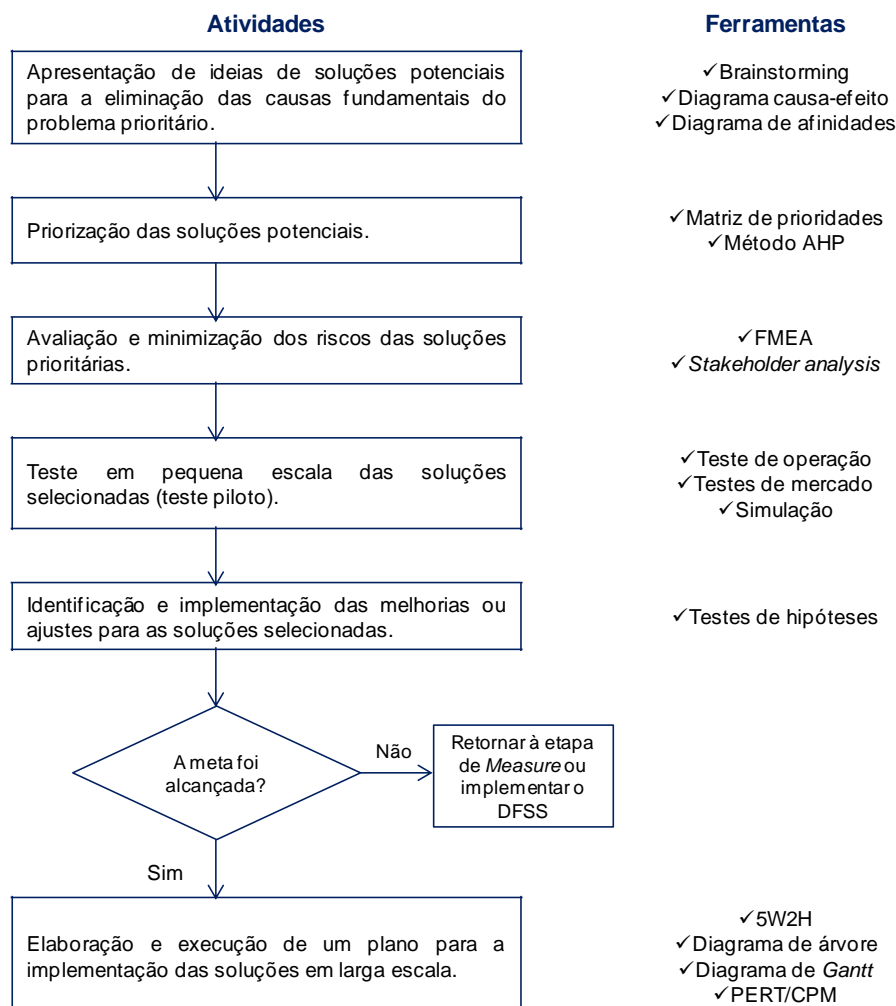 Atividades
Ferramentas
Apresentação de ideias de soluções potenciais
para a eliminação das causas fundamentais do
problema prioritário.
✓Brainstorming
✓Diagrama causa-efeito
✓Diagrama de afinidades
Priorização das soluções potenciais.
✓Matriz de prioridades
✓Método AHP
Avaliação e minimização dos riscos das soluções
prioritárias.
✓FMEA
✓Stakeholder analysis
Teste em pequena escala das soluções
selecionadas (teste piloto).
✓Teste de operação
✓Testes de mercado
✓Simulação
Identificação e implementação das melhorias ou
ajustes para as soluções selecionadas.
✓Testes de hipóteses
A meta foi
alcançada?
Não
Retornar à etapa
de Measure ou
implementar o
DFSS
Sim
Elaboração e execução de um plano para a
implementação das soluções em larga escala.
✓5W2H
✓Diagrama de árvore
✓Diagrama de Gantt
✓PERT/CPM